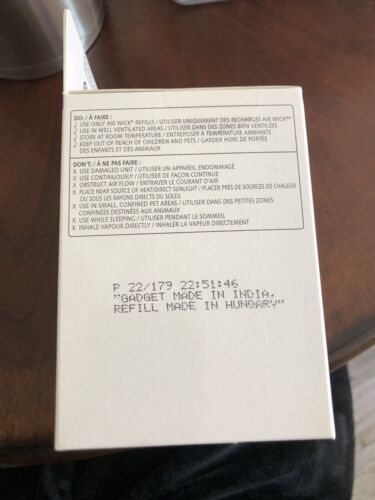 DO: / À FAIRE :
√ USE ONLY AIR WICK® REFILLS / UTILISER UNIQUEMENT DES RECHARGES AIR WICKMD
√ USE IN WELL VENTILATED AREAS / UTILISER DANS DES ZONES BIEN VENTILÉES
√ STORE AT ROOM TEMPERATURE / ENTREPOSER À TEMPÉRATURE AMBIANTE
√ KEEP OUT OF REACH OF CHILDREN AND PETS / GARDER HORS DE PORTÉE
DES ENFANTS ET DES ANIMAUX
DON'T: / À NE PAS FAIRE :
X USE DAMAGED UNIT / UTILISER UN APPAREIL ENDOMMAGÉ
X USE CONTINUOUSLY / UTILISER DE FAÇON CONTINUE
X OBSTRUCT AIR FLOW / ENTRAVER LE COURANT D'AIR
X PLACE NEAR SOURCE OF HEAT/DIRECT SUNLIGHT / PLACER PRÈS DE SOURCES DE CHALEUR
OU SOUS LES RAYONS DIRECTS DU SOLEIL
X USE IN SMALL, CONFINED PET AREAS / UTILISER DANS DES PETITES ZONES
CONFINÉES DESTINÉES AUX ANIMAUX
X USE WHILE SLEEPING / UTILISER PENDANT LE SOMMEIL
X INHALE VAPOUR DIRECTLY / INHALER LA VAPEUR DIRECTEMENT
P 22/179 22:51:46
"GADGET MADE IN INDIA,
REFILL MADE IN HUNGARY"